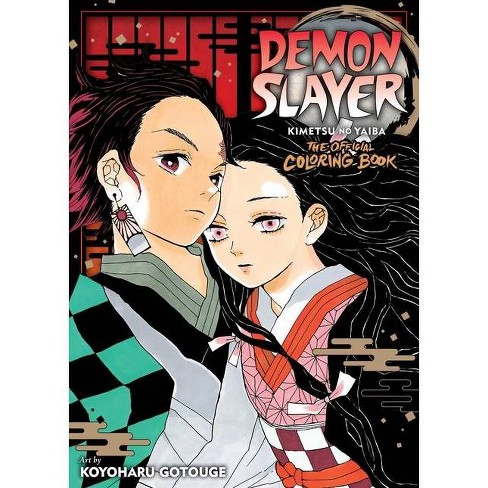 DEMON
SLAYER
KIMETSU NO YAIBA
THE OFFICIAL
COLORING BOOK
Art by
KOYOHARU GOTOUGE